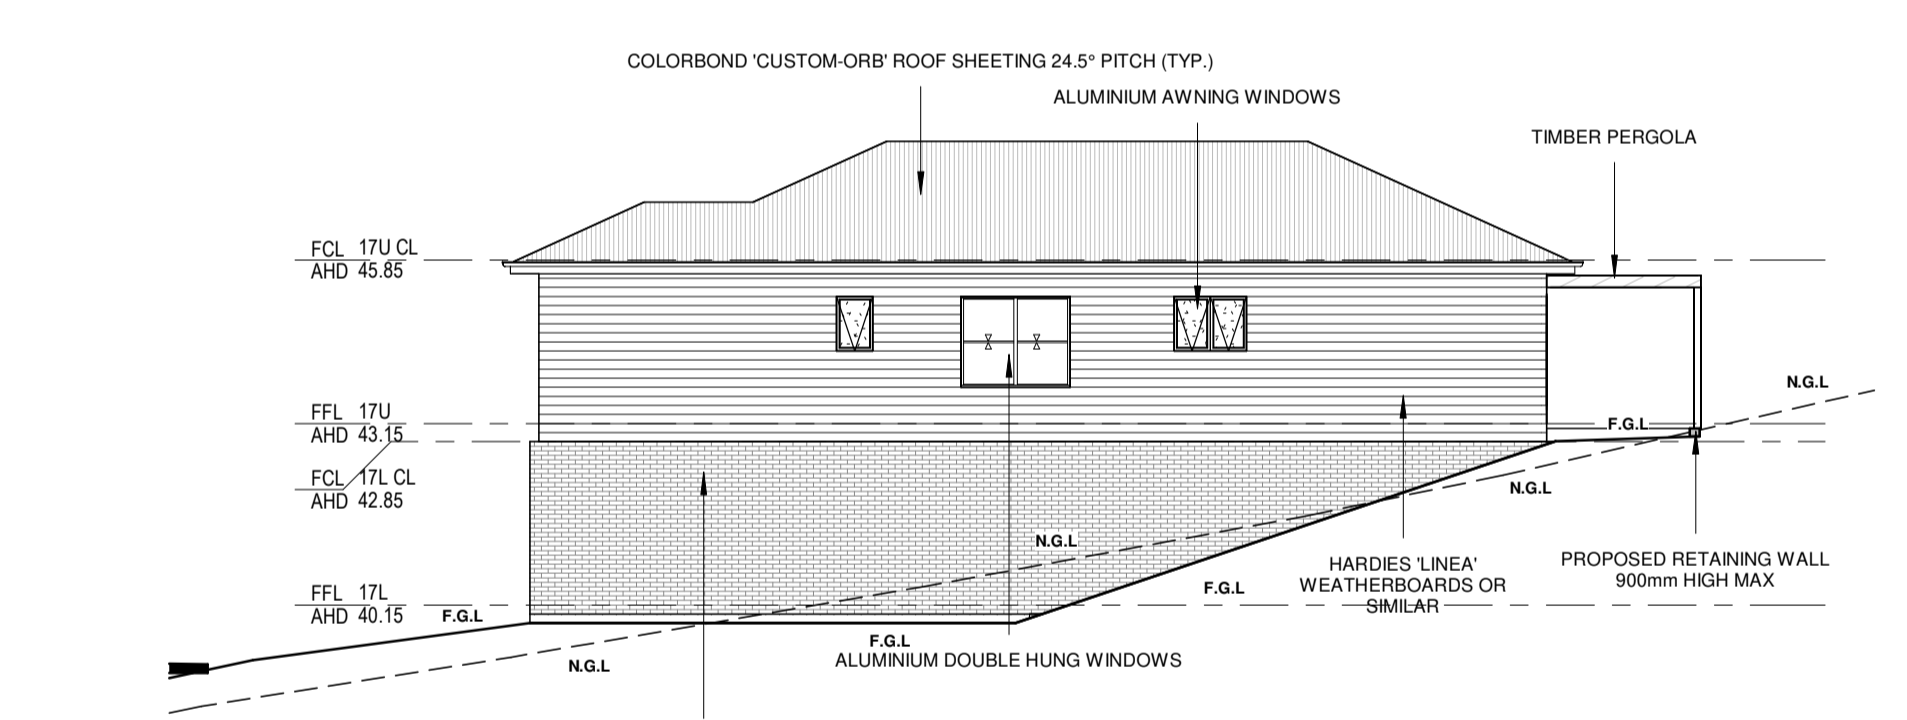 COLORBOND 'CUSTOM-ORB' ROOF SHEETING 24.5° PITCH (TYP.)
ALUMINIUM AWNING WINDOWS
TIMBER PERGOLA
FCL 17U CL
AHD 45.85
N.G.L
FFL 17U
AHD 43.15
F.G.L
FCL 17L CL
AHD 42.85
N.G.L
N.G.L
HARDIES 'LINEA'
WEATHERBOARDS OR
SIMILAR
PROPOSED RETAINING WALL
900mm HIGH MAX
FFL 17L
AHD 40.15
F.G.L
F.G.L
F.G.L
ALUMINIUM DOUBLE HUNG WINDOWS
N.G.L